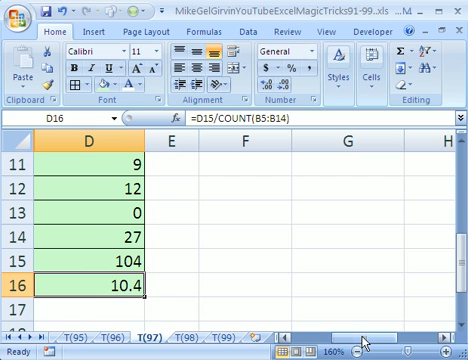 MikeGelGirvinYouTubeExcelMagicTricks91-99..xls... M...
Home Insert Page Layout Formulas Data Review View
Paste
Clipboard
Calibri 11
B I U A A
Font
Alignment
General
$ % ,
Number
Styles
Cells
Σ
Editing
D16 fx =D15/COUNT(B5:B14)
D E F G H
11 9
12 12
13 0
14 27
15 104
16 10.4
17
T(95) T(96) T(97) T(98) T(99)
Ready 160%